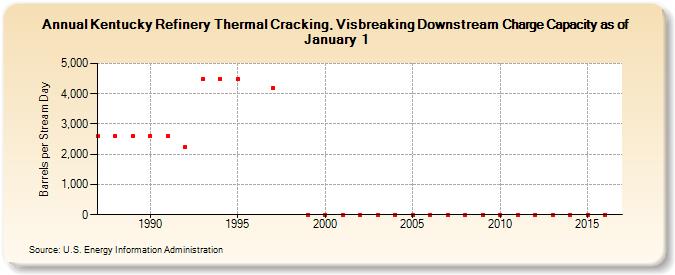 Annual Kentucky Refinery Thermal Cracking, Visbreaking Downstream Charge Capacity as of
January 1
Barrels per Stream Day
5,000
4,000
3,000
2,000
1,000
0
1990 1995 2000 2005 2010 2015
Source: U.S. Energy Information Administration